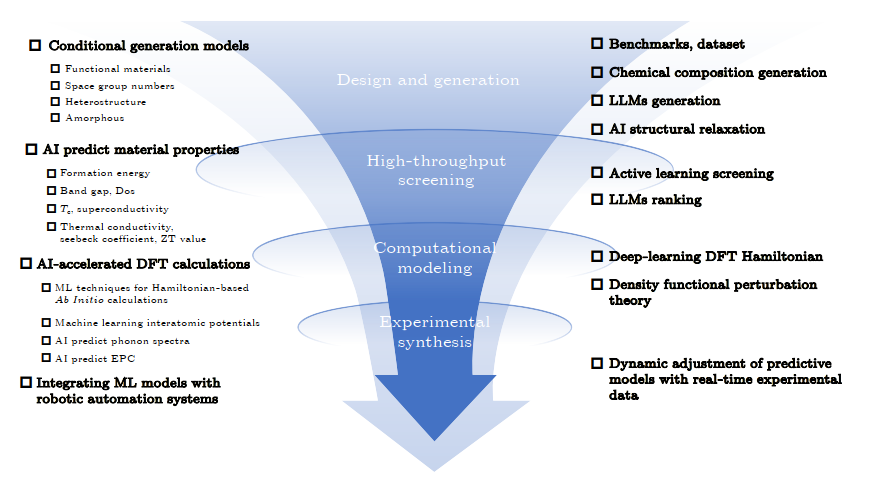 Conditional generation models
Functional materials
Space group numbers
Heterostructure
Amorphous
AI predict material properties
Formation energy
Band gap, Dos
Tc, superconductivity
Thermal conductivity,
seebeck coefficient, ZT value
AI-accelerated DFT calculations
ML techniques for Hamiltonian-based
Ab Initio calculations
Machine learning interatomic potentials
AI predict phonon spectra
AI predict EPC
Integrating ML models with
robotic automation systems
Design and generation
High-throughput
screening
Computational
modeling
Experimental
synthesis
Benchmarks, dataset
Chemical composition generation
LLMs generation
AI structural relaxation
Active learning screening
LLMs ranking
Deep-learning DFT Hamiltonian
Density functional perturbation
theory
Dynamic adjustment of predictive
models with real-time experimental
data